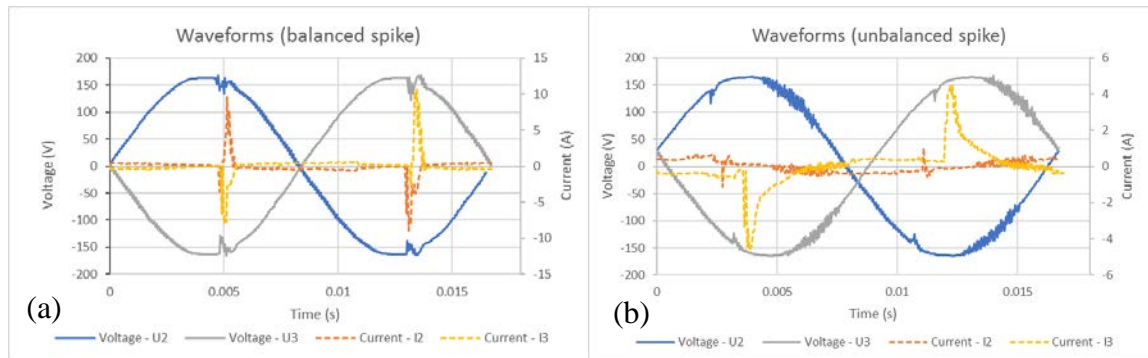 Waveforms (balanced spike)
200
150
100
50
0
-50
-100
-150
-200
Voltage (V)
15
10
5
0
-5
-10
-15
Current (A)
0
0.005
0.01
0.015
Time (s)
(a)
Voltage - U2
Voltage - U3
Current - I2
Current - I3
Waveforms (unbalanced spike)
200
150
100
50
0
-50
-100
-150
-200
Voltage (V)
6
4
2
0
-2
-4
-6
Current (A)
0
0.005
0.01
0.015
Time (s)
(b)
Voltage - U2
Voltage - U3
Current - I2
Current - I3